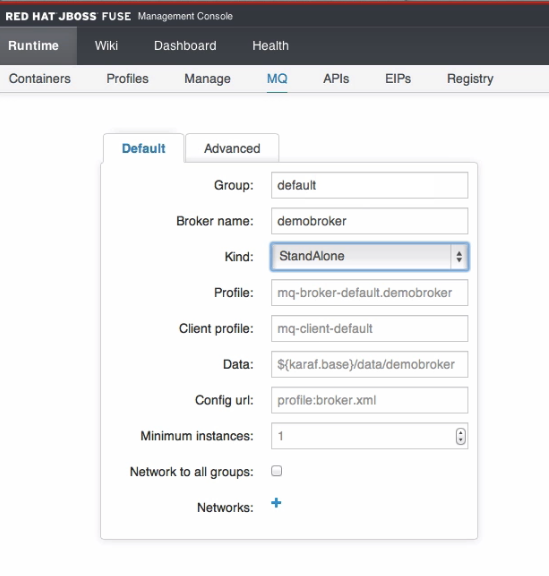 RED HAT JBOSS FUSE Management Console
Runtime Wiki Dashboard Health
Containers Profiles Manage MQ APIs EIPs Registry
Default Advanced
Group: default
Broker name: demobroker
Kind: StandAlone
Profile: mq-broker-default.demobroker
Client profile: mq-client-default
Data: ${karaf.base}/data/demobroker
Config url: profile:broker.xml
Minimum instances: 1
Network to all groups:
Networks: +